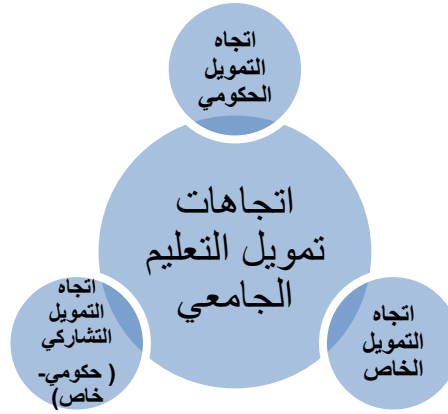 اتجاه
التمويل
الحكومي
اتجاهات
تمويل التعليم
الجامعي
اتجاه
التمويل
الخاص
اتجاه
التمويل
التشاركي
( حكومي-
خاص)